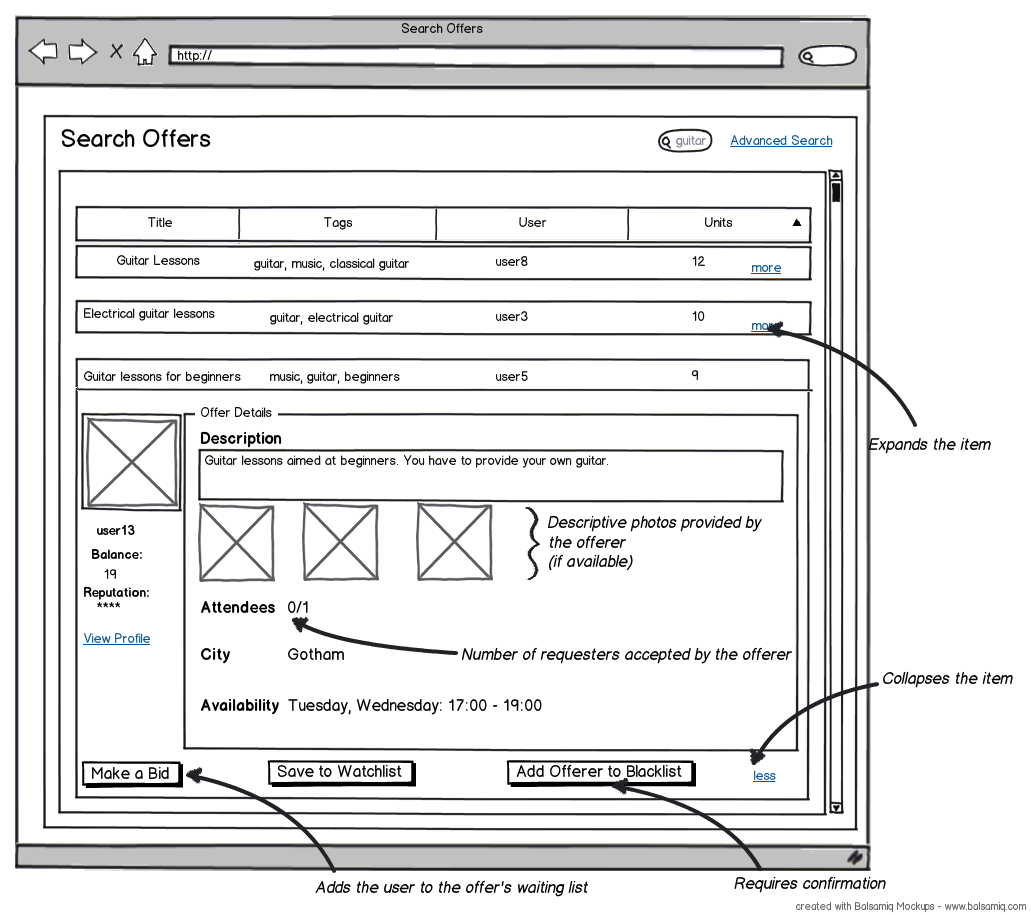 Search Offers
http://
Search Offers
guitar
Advanced Search
Title Tags User Units
Guitar Lessons guitar, music, classical guitar user8 12 more
Electrical guitar lessons guitar, electrical guitar user3 10
Guitar lessons for beginners music, guitar, beginners user5 9
Expands the item
Offer Details
Description
Guitar lessons aimed at beginners. You have to provide your own guitar.
user13
Balance:
19
Reputation:
****
View Profile
Descriptive photos provided by
the offerer
(if available)
Attendees 0/1
Number of requesters accepted by the offerer
City Gotham
Availability Tuesday, Wednesday: 17:00 - 19:00
Collapses the item
Make a Bid Save to Watchlist Add Offerer to Blacklist less
Adds the user to the offer's waiting list
Requires confirmation
created with Balsamiq Mockups - www.balsamiq.com